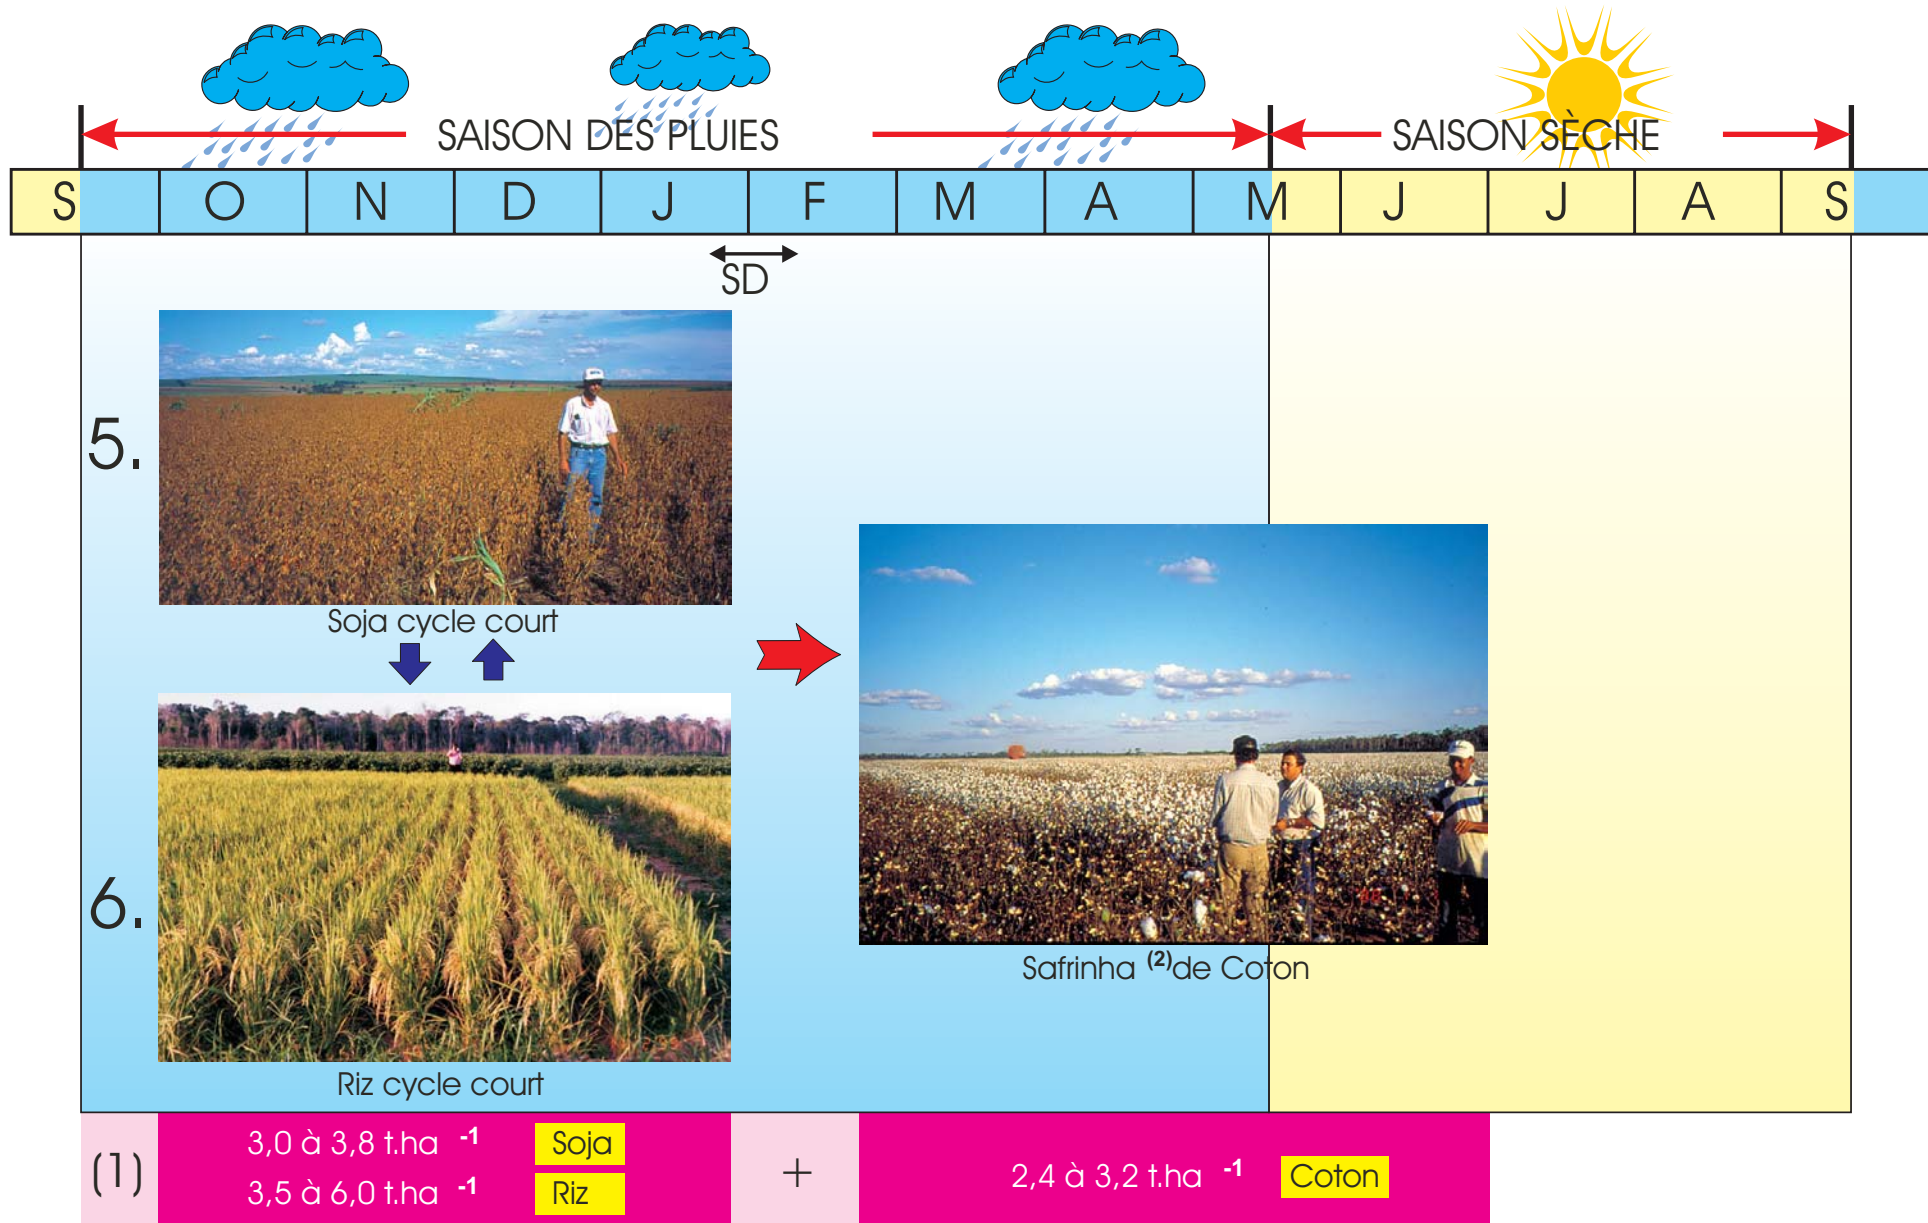 SAISON DES PLUIES SAISON SÈCHE
S O N D J F M A M J J A S
SD
5.
Soja cycle court
6.
Safrinha (2) de Coton
Riz cycle court
(1) 3,0 à 3,8 t.ha -1 Soja
3,5 à 6,0 t.ha -1 Riz
+ 2,4 à 3,2 t.ha -1 Coton